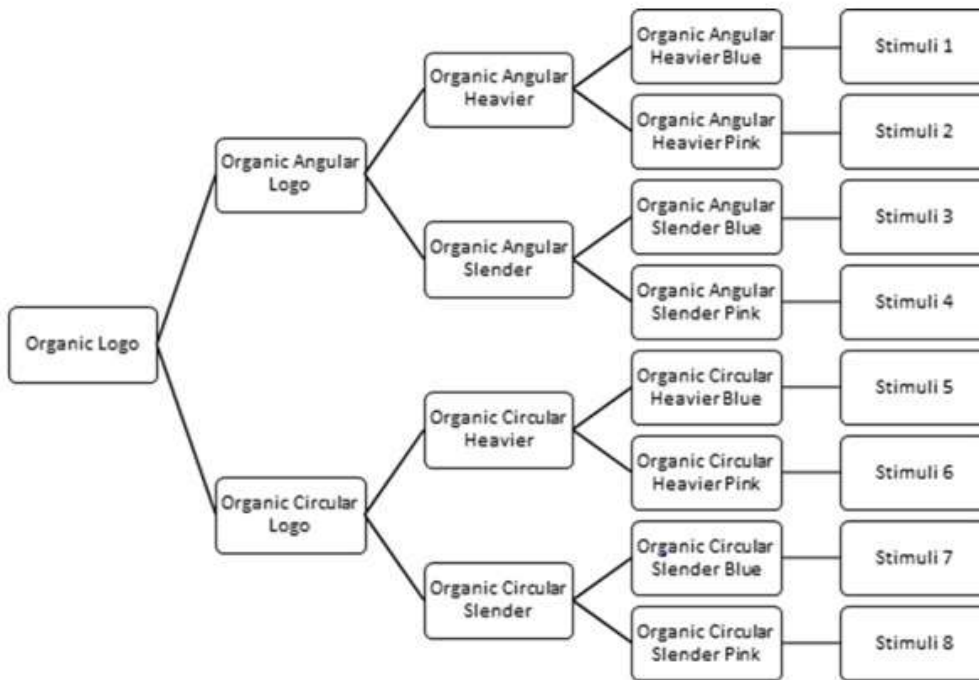 Organic Logo
Organic Angular
Logo
Organic Circular
Logo
Organic Angular
Heavier
Organic Angular
Slender
Organic Circular
Heavier
Organic Circular
Slender
Organic Angular
Heavier Blue
Organic Angular
Heavier Pink
Organic Angular
Slender Blue
Organic Angular
Slender Pink
Organic Circular
Heavier Blue
Organic Circular
Heavier Pink
Organic Circular
Slender Blue
Organic Circular
Slender Pink
Stimuli 1
Stimuli 2
Stimuli 3
Stimuli 4
Stimuli 5
Stimuli 6
Stimuli 7
Stimuli 8